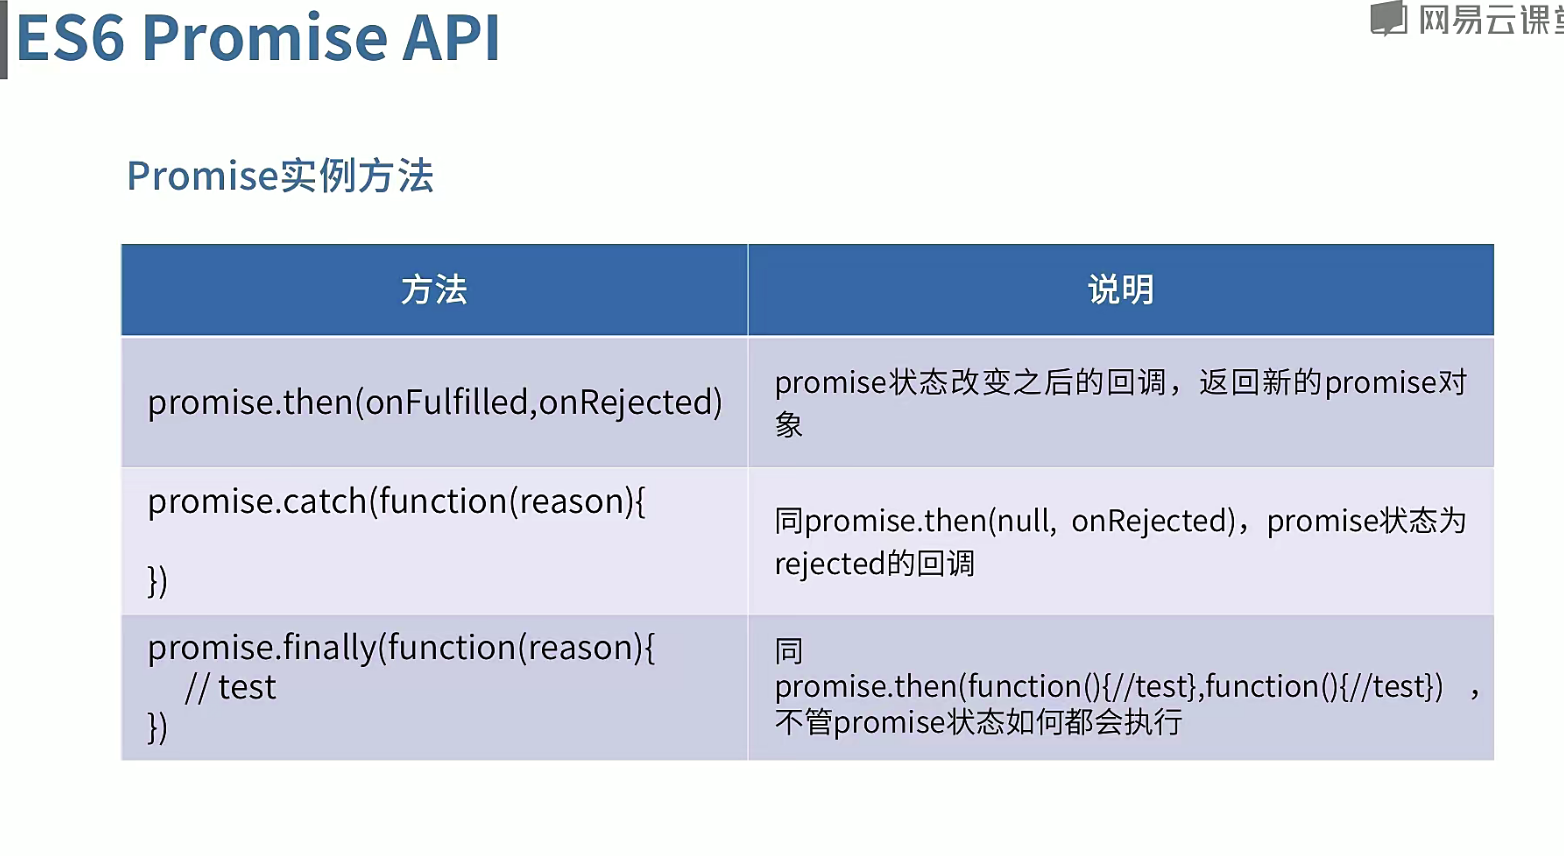 ES6 Promise API
网易云课堂
Promise实例方法
方法
说明
promise.then(onFulfilled,onRejected)
promise状态改变之后的回调，返回新的promise对
象
promise.catch(function(reason){
})
同promise.then(null, onRejected)，promise状态为
rejected的回调
promise.finally(function(reason){
// test
})
同
promise.then(function(){//test},function(){//test}) ，
不管promise状态如何都会执行